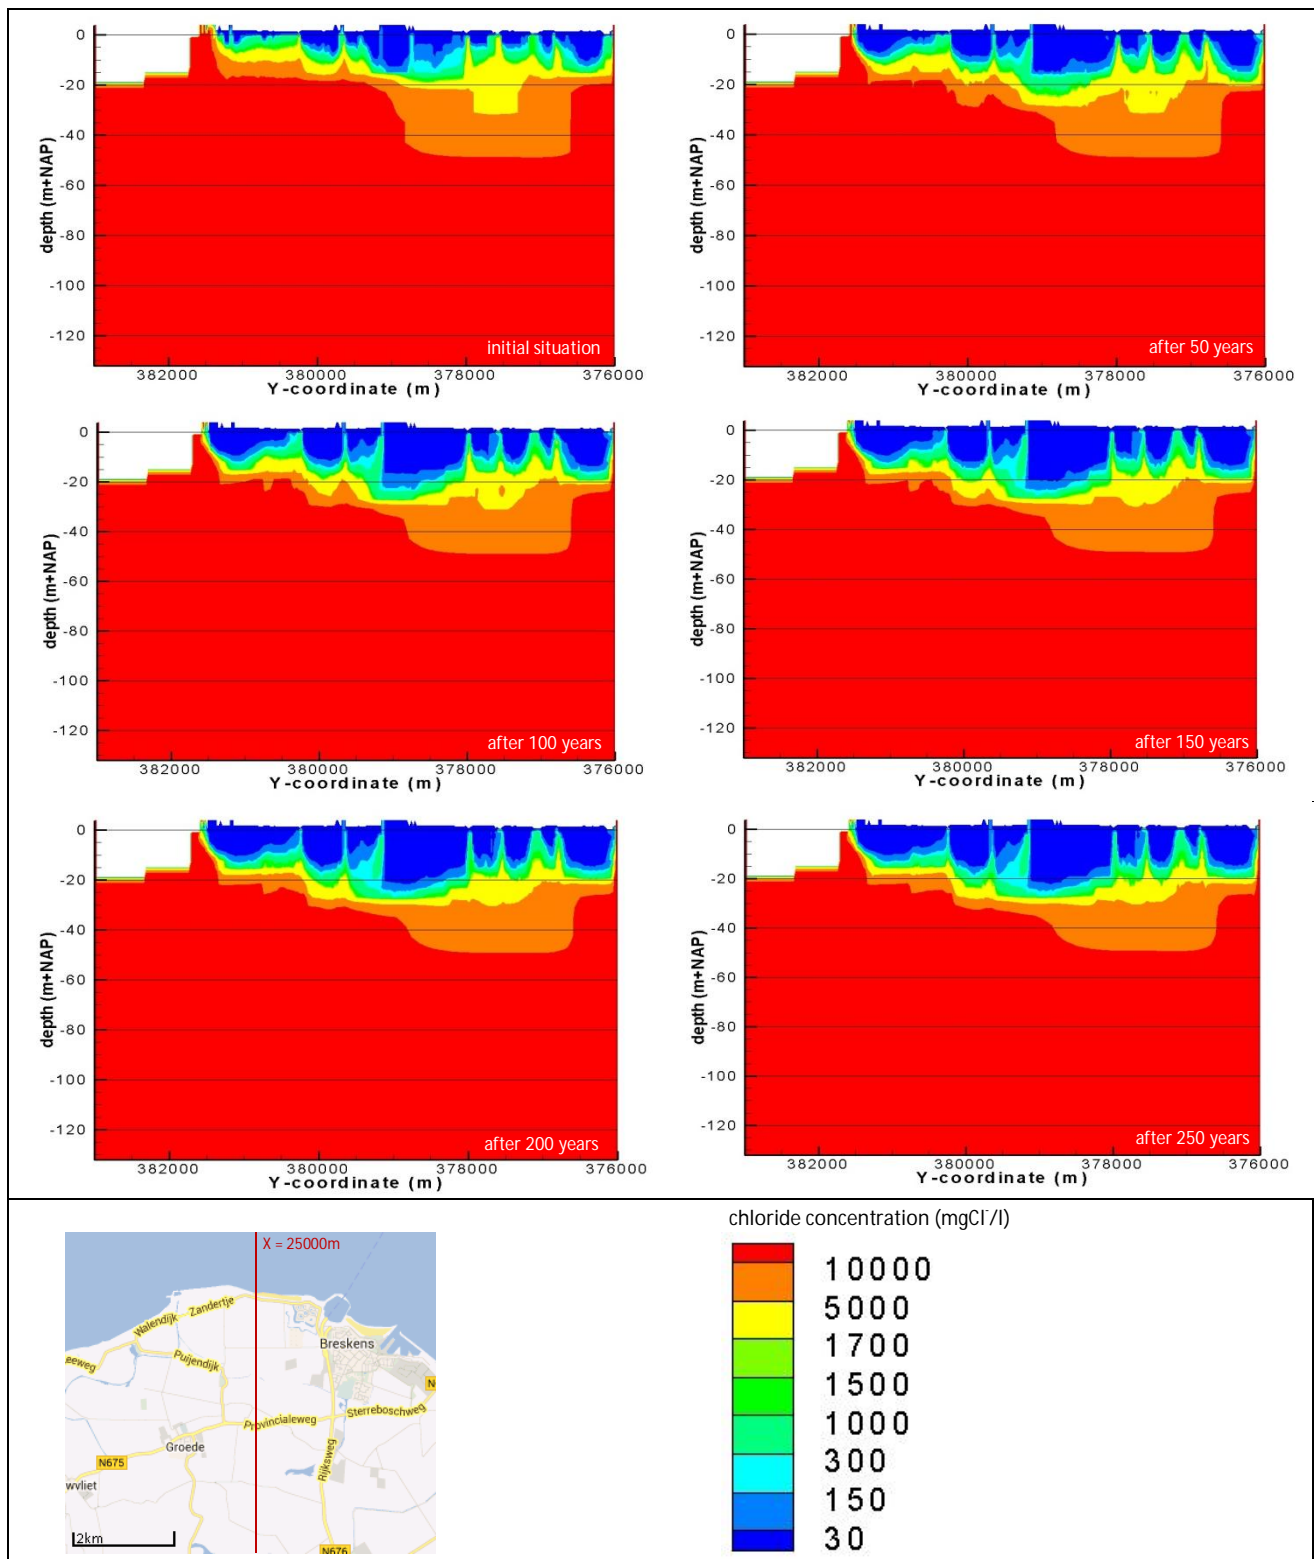 0
-20
-40
-60
-80
-100
-120
depth (m+NAP)
initial situation
382000 380000 378000 376000
Y-coordinate (m)
0
-20
-40
-60
-80
-100
-120
depth (m+NAP)
after 50 years
382000 380000 378000 376000
Y-coordinate (m)
0
-20
-40
-60
-80
-100
-120
depth (m+NAP)
after 100 years
382000 380000 378000 376000
Y-coordinate (m)
0
-20
-40
-60
-80
-100
-120
depth (m+NAP)
after 150 years
382000 380000 378000 376000
Y-coordinate (m)
0
-20
-40
-60
-80
-100
-120
depth (m+NAP)
after 200 years
382000 380000 378000 376000
Y-coordinate (m)
0
-20
-40
-60
-80
-100
-120
depth (m+NAP)
after 250 years
382000 380000 378000 376000
Y-coordinate (m)
X = 25000m
Zandertje
Walendijk
Breskens
eeweg
Puijendijk
N
Sterreboschweg
Provincialeweg
Groede
Rijksweg
N675
wvliet
2km
N676
chloride concentration (mgCl⁻/l)
10000
5000
1700
1500
1000
300
150
30